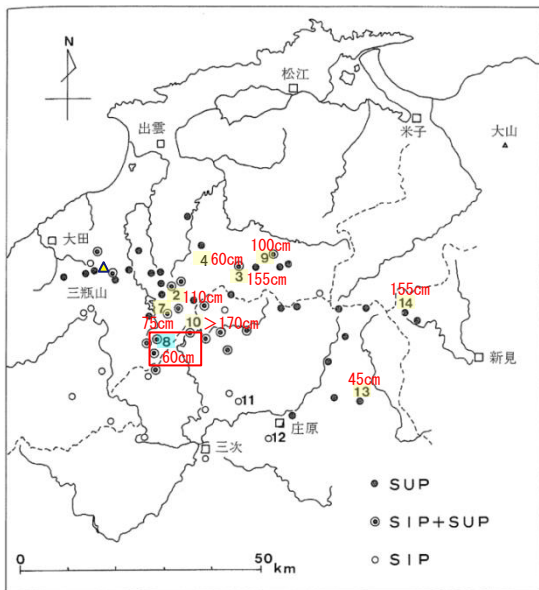 N
松江
出雲
米子
大山
大田
100cm
9
4 60cm
3
155cm
三瓶山
2
7 110cm
155cm
14
75cm
10 >170cm
8
60cm
新見
45cm
13
11
庄原
12
三次
SUP
SIP+SUP
SIP
0 50
km